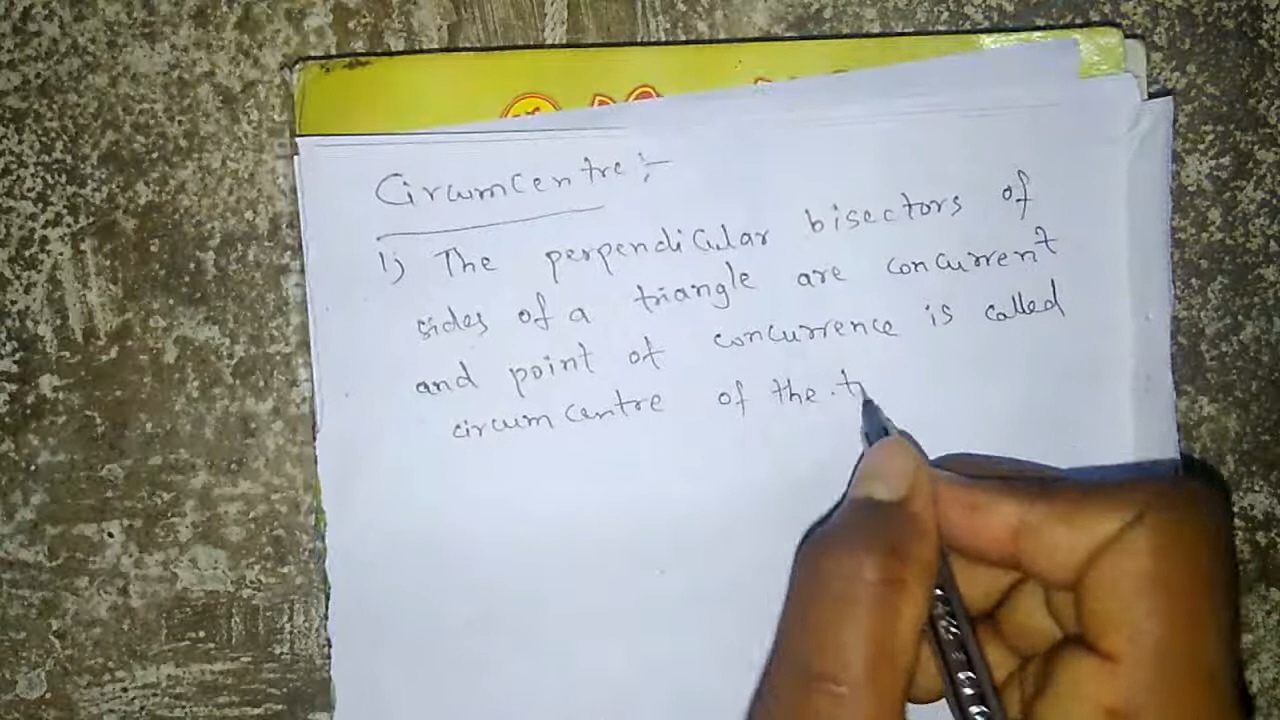 Circumcentre :-
1) The perpendicular bisectors of
sides of a triangle are concurrent
and point of concurrence is called
circumcentre of the t